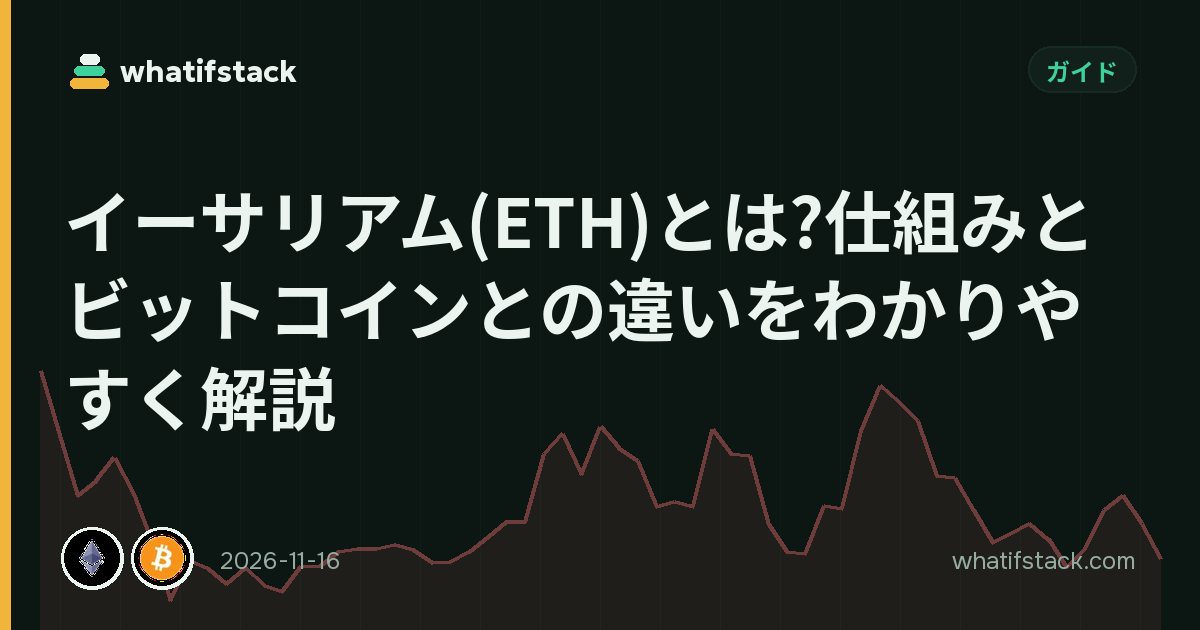 whatifstack
ガイド
イーサリアム(ETH)とは?仕組みと
ビットコインとの違いをわかりや
すく解説
2026-11-16
whatifstack.com